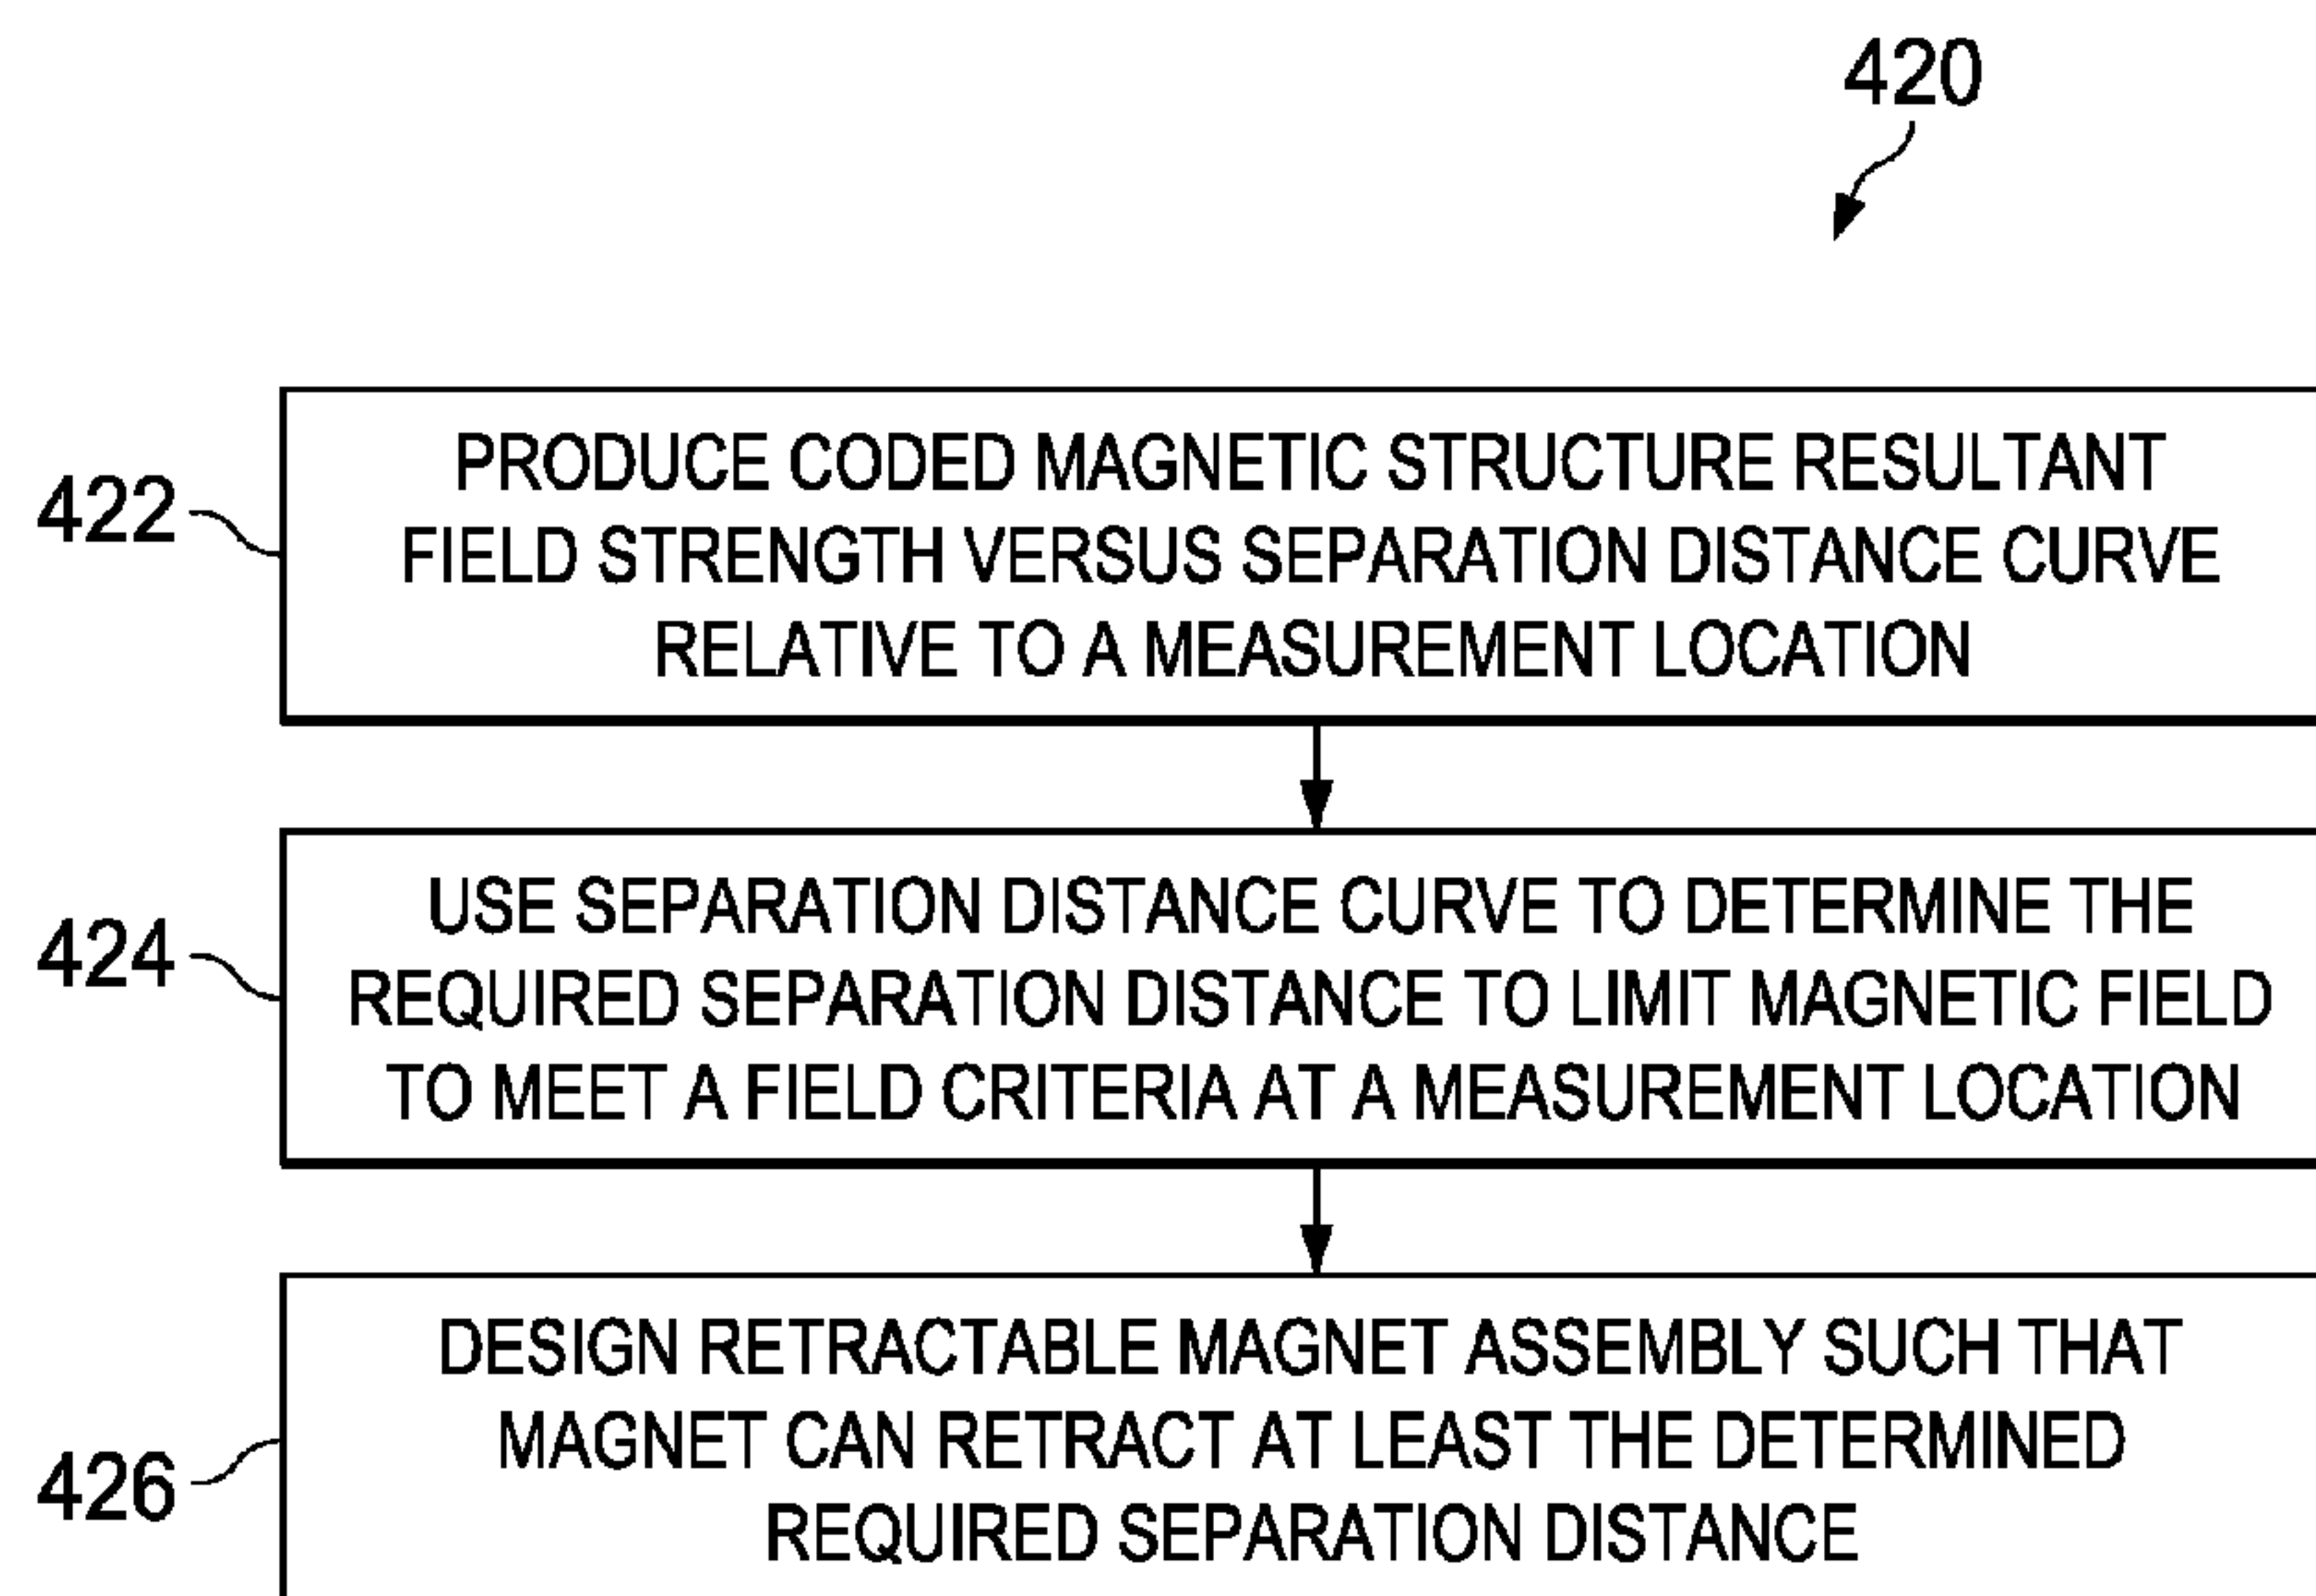 420
422
PRODUCE CODED MAGNETIC STRUCTURE RESULTANT
FIELD STRENGTH VERSUS SEPARATION DISTANCE CURVE
RELATIVE TO A MEASUREMENT LOCATION
424
USE SEPARATION DISTANCE CURVE TO DETERMINE THE
REQUIRED SEPARATION DISTANCE TO LIMIT MAGNETIC FIELD
TO MEET A FIELD CRITERIA AT A MEASUREMENT LOCATION
426
DESIGN RETRACTABLE MAGNET ASSEMBLY SUCH THAT
MAGNET CAN RETRACT AT LEAST THE DETERMINED
REQUIRED SEPARATION DISTANCE